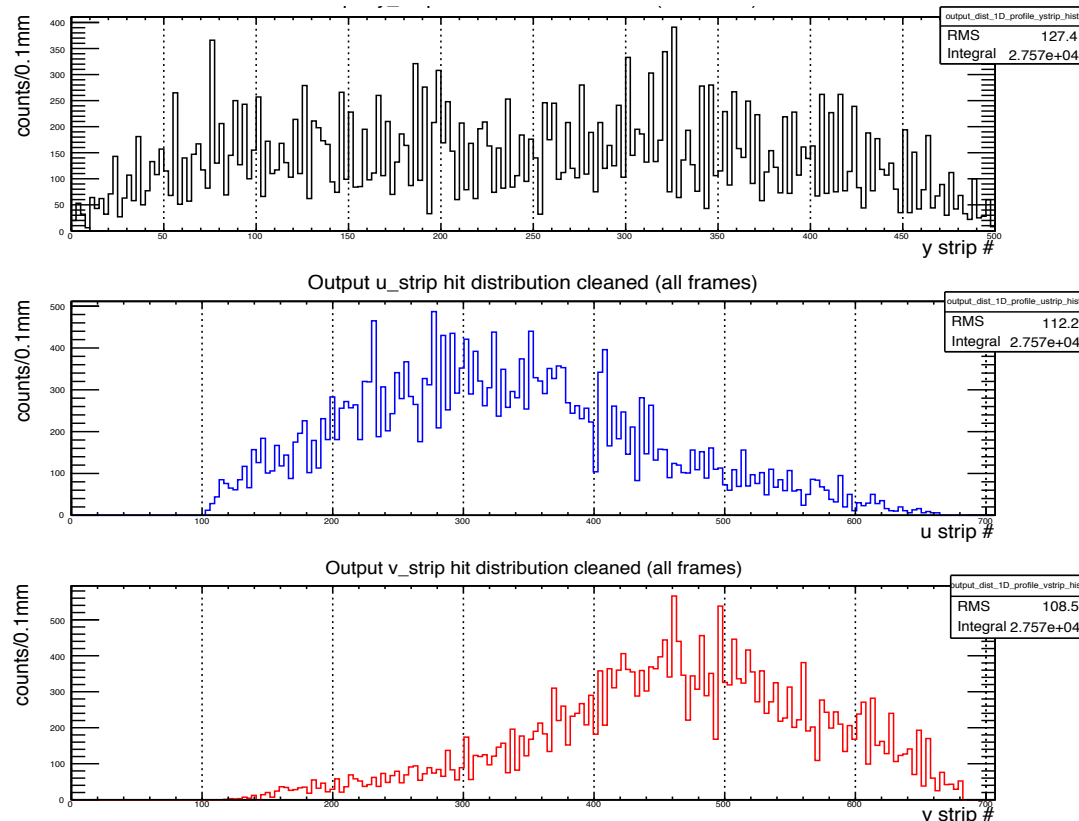 output_dist_1D_profile_ystrip_hist
RMS 127.4
Integral 2.757e+04
counts/0.1mm
400
350
300
250
200
150
100
50
0
0 50 100 150 200 250 300 350 400 450 500
y strip #
Output u_strip hit distribution cleaned (all frames)
output_dist_1D_profile_ustrip_hist
RMS 112.2
Integral 2.757e+04
counts/0.1mm
500
400
300
200
100
0
0 100 200 300 400 500 600 700
u strip #
Output v_strip hit distribution cleaned (all frames)
output_dist_1D_profile_vstrip_hist
RMS 108.5
Integral 2.757e+04
counts/0.1mm
500
400
300
200
100
0
0 100 200 300 400 500 600 700
v strip #